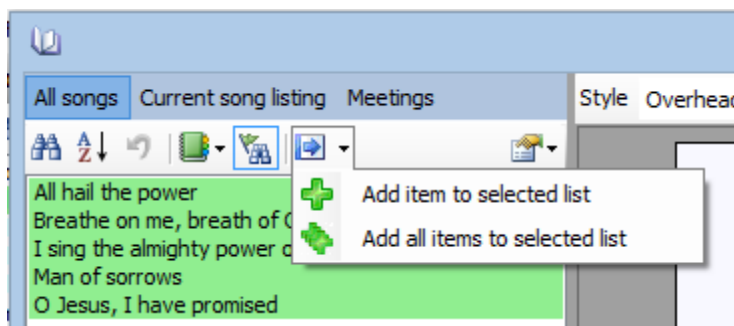 All songs Current song listing Meetings Style Overhead
All hail the power
Add item to selected list
Breathe on me, breath of
I sing the almighty power
Add all items to selected list
Man of sorrows
O Jesus, I have promised